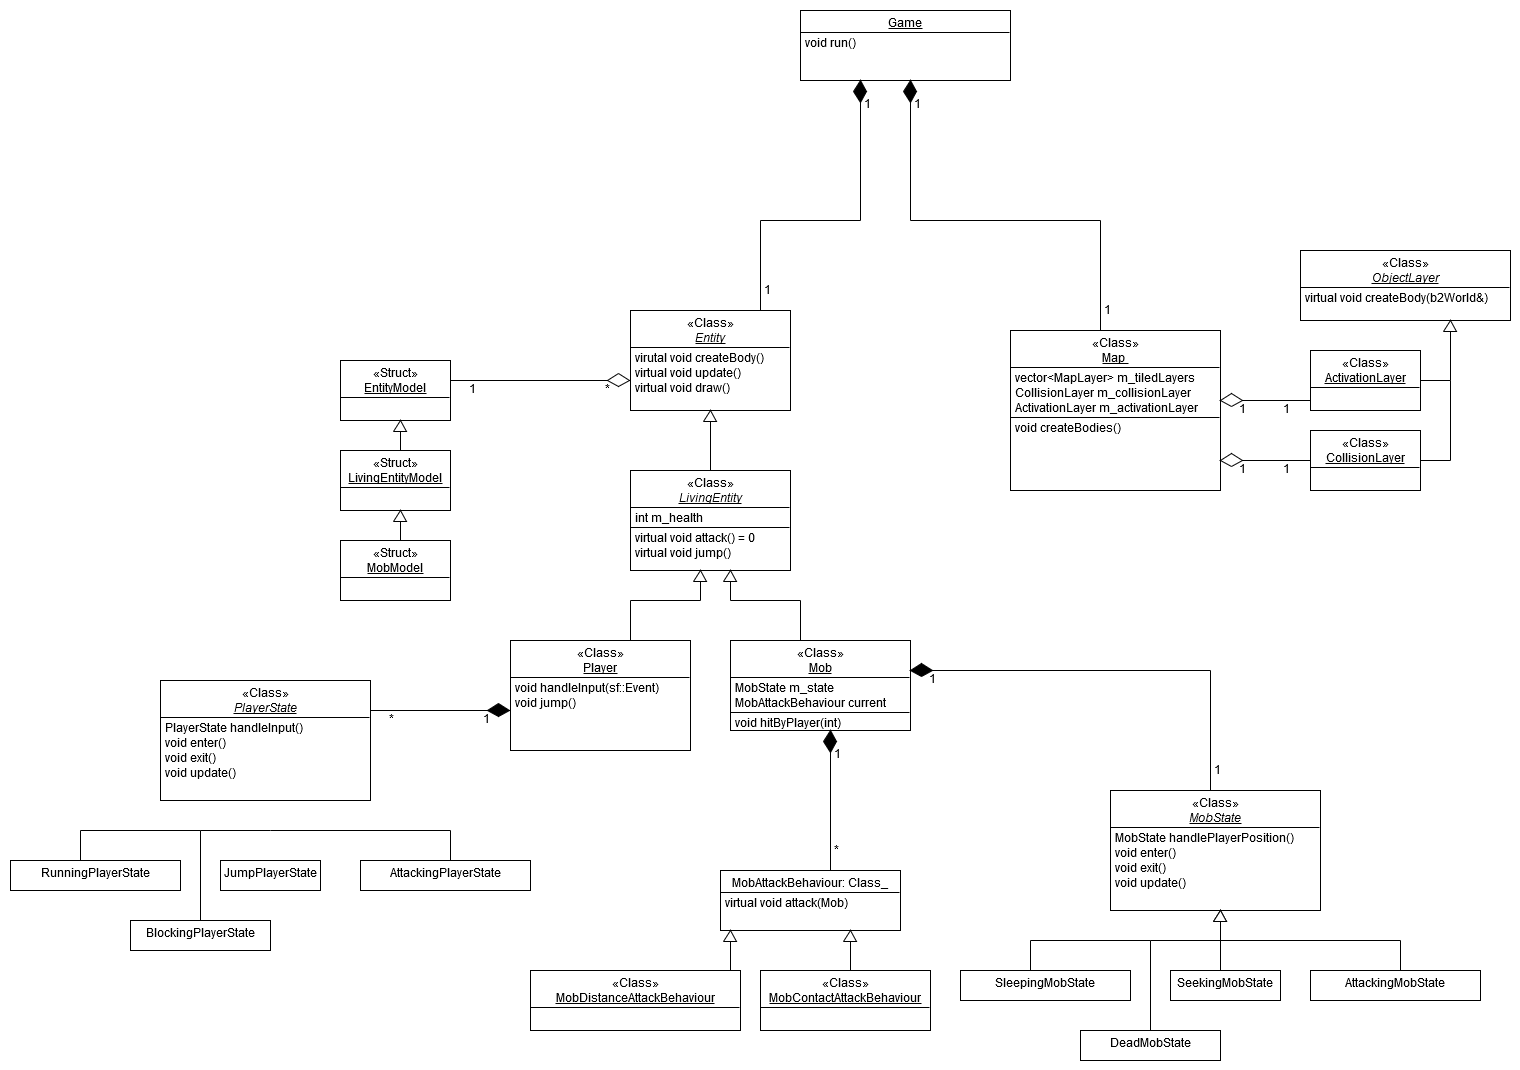 Game
void run()
1
1
1
1
«Class»
Entity
virutal void createBody()
virtual void update()
virtual void draw()
«Struct»
EntityModel
1
*
«Struct»
LivingEntityModel
«Struct»
MobModel
«Class»
LivingEntity
int m_health
virtual void attack() = 0
virtual void jump()
«Class»
Map_
vector<MapLayer> m_tiledLayers
CollisionLayer m_collisionLayer
ActivationLayer m_activationLayer
void createBodies()
1
1
1
1
«Class»
ObjectLayer
virtual void createBody(b2World&)
«Class»
ActivationLayer
«Class»
CollisionLayer
«Class»
Player
void handleInput(sf::Event)
void jump()
«Class»
Mob
MobState m_state
MobAttackBehaviour current
void hitByPlayer(int)
«Class»
PlayerState
PlayerState handleInput()
void enter()
void exit()
void update()
*
1
1
1
1
*
RunningPlayerState
JumpPlayerState
AttackingPlayerState
BlockingPlayerState
MobAttackBehaviour: Class_
virtual void attack(Mob)
«Class»
MobDistanceAttackBehaviour
«Class»
MobContactAttackBehaviour
«Class»
MobState
MobState handlePlayerPosition()
void enter()
void exit()
void update()
SleepingMobState
SeekingMobState
AttackingMobState
DeadMobState